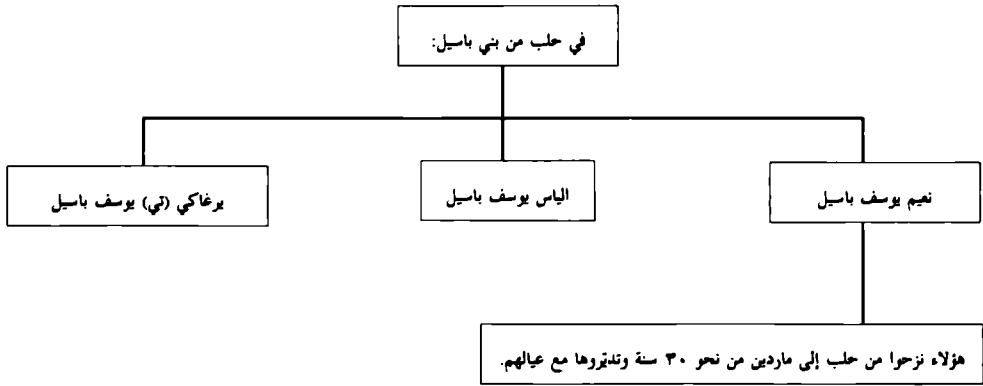 في حلب من بني باسيل:
نعيم يوسف باسيل
الياس يوسف باسيل
يرغاكي (تي) يوسف باسيل
هؤلاء نزحوا من حلب إلى ماردين من نحو ٣٠ سنة وتديّروها مع عيالهم.